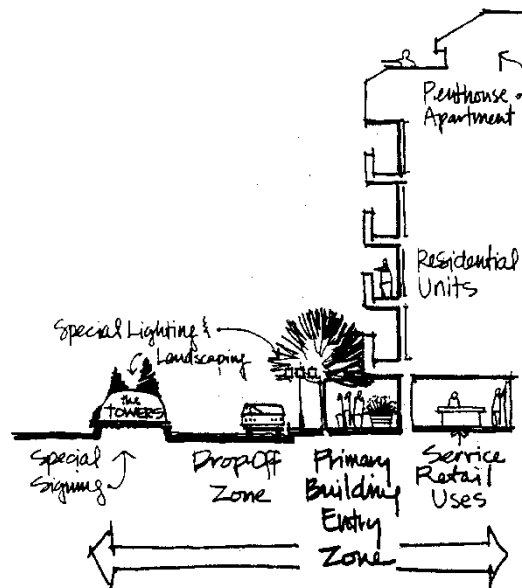 Penthouse
Apartment
Residential
Units
Special Lighting &
Landscaping
the
TOWERS
Special
Signing
Drop Off
Zone
Primary
Building
Entry
Zone
Service
Retail
Uses